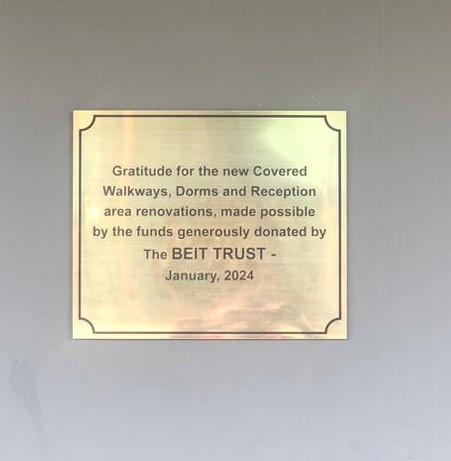 Gratitude for the new Covered
Walkways, Dorms and Reception
area renovations, made possible
by the funds generously donated by
The BEIT TRUST -
January, 2024